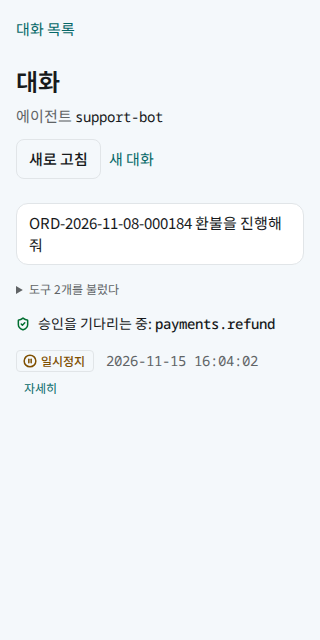 대화 목록
대화
에이전트 support-bot
새로 고침 새 대화
ORD-2026-11-08-000184 환불을 진행해
줘
도구 2개를 불렀다
승인을 기다리는 중: payments.refund
일시정지 2026-11-15 16:04:02
자세히